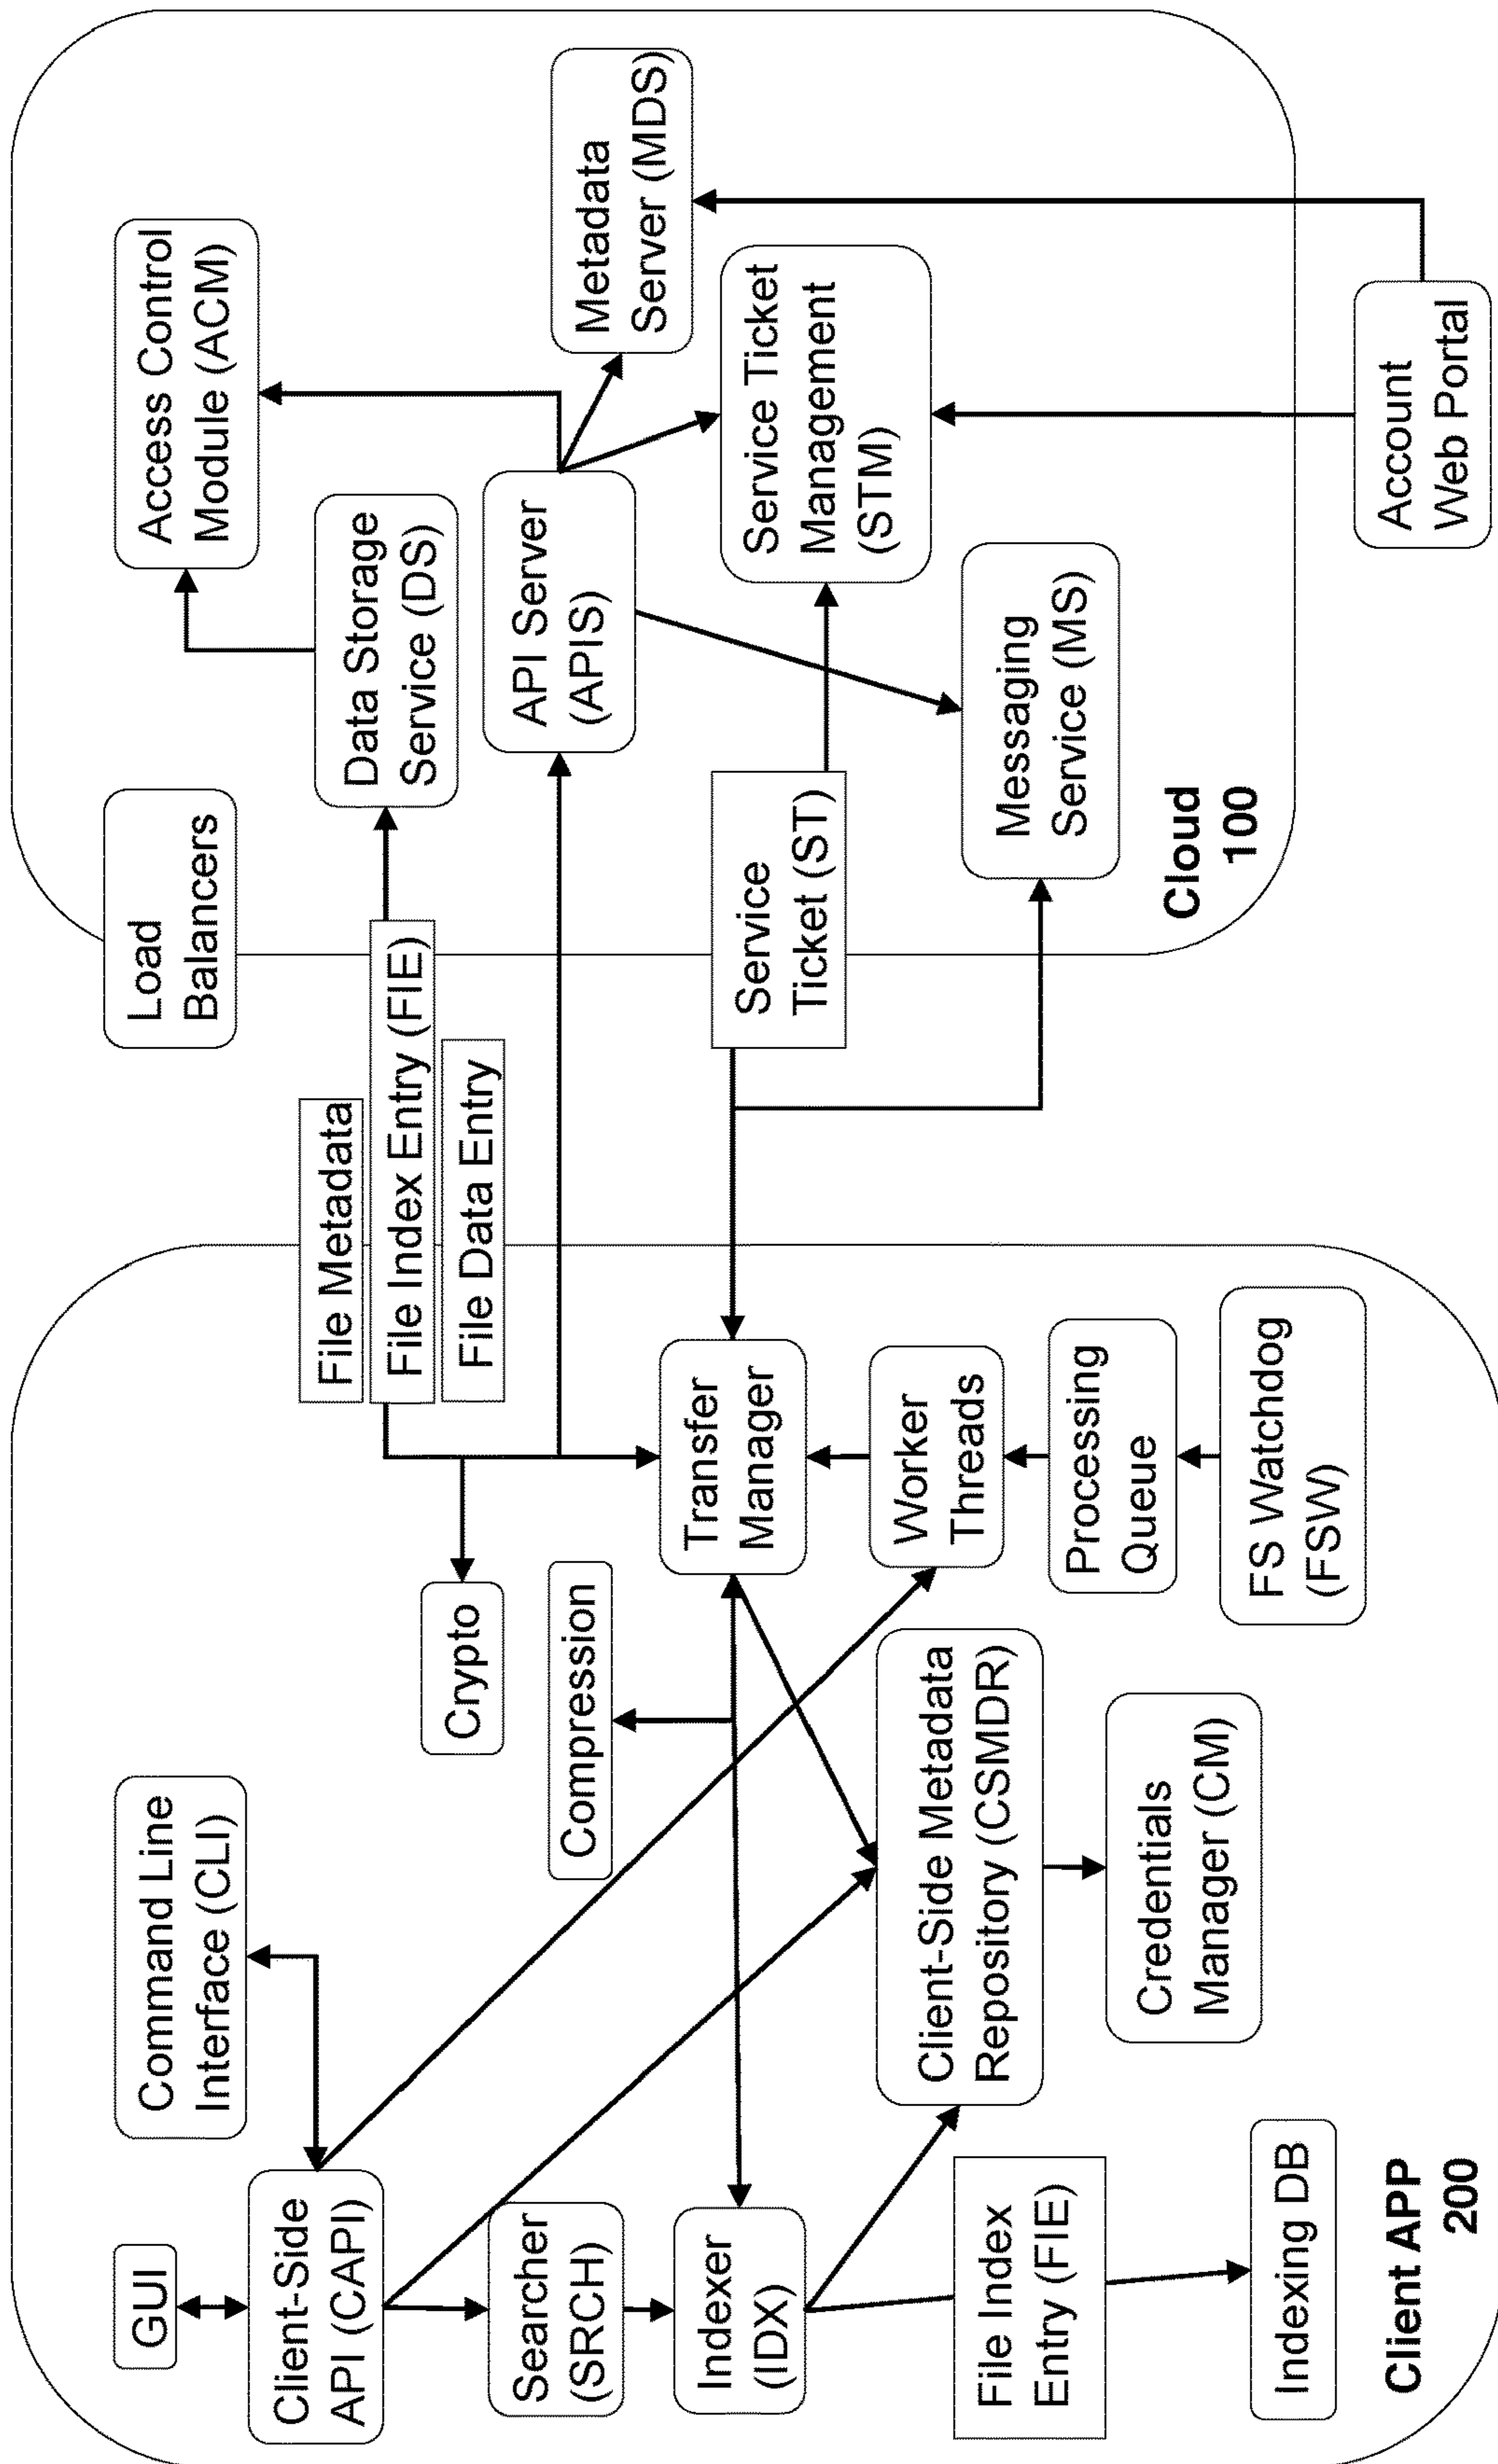 GUI
Client-Side
API (CAPI)
Command Line
Interface (CLI)
Searcher
(SRCH)
Indexer
(IDX)
File Index
Entry (FIE)
Indexing DB
Client APP
200
Crypto
Compression
Client-Side Metadata
Repository (CSMDR)
Credentials
Manager (CM)
Transfer
Manager
Worker
Threads
Processing
Queue
FS Watchdog
(FSW)
File Metadata
File Index Entry (FIE)
File Data Entry
Service
Ticket (ST)
Load
Balancers
Data Storage
Service (DS)
Access Control
Module (ACM)
API Server
(APIS)
Metadata
Server (MDS)
Service Ticket
Management
(STM)
Messaging
Service (MS)
Cloud
100
Account
Web Portal